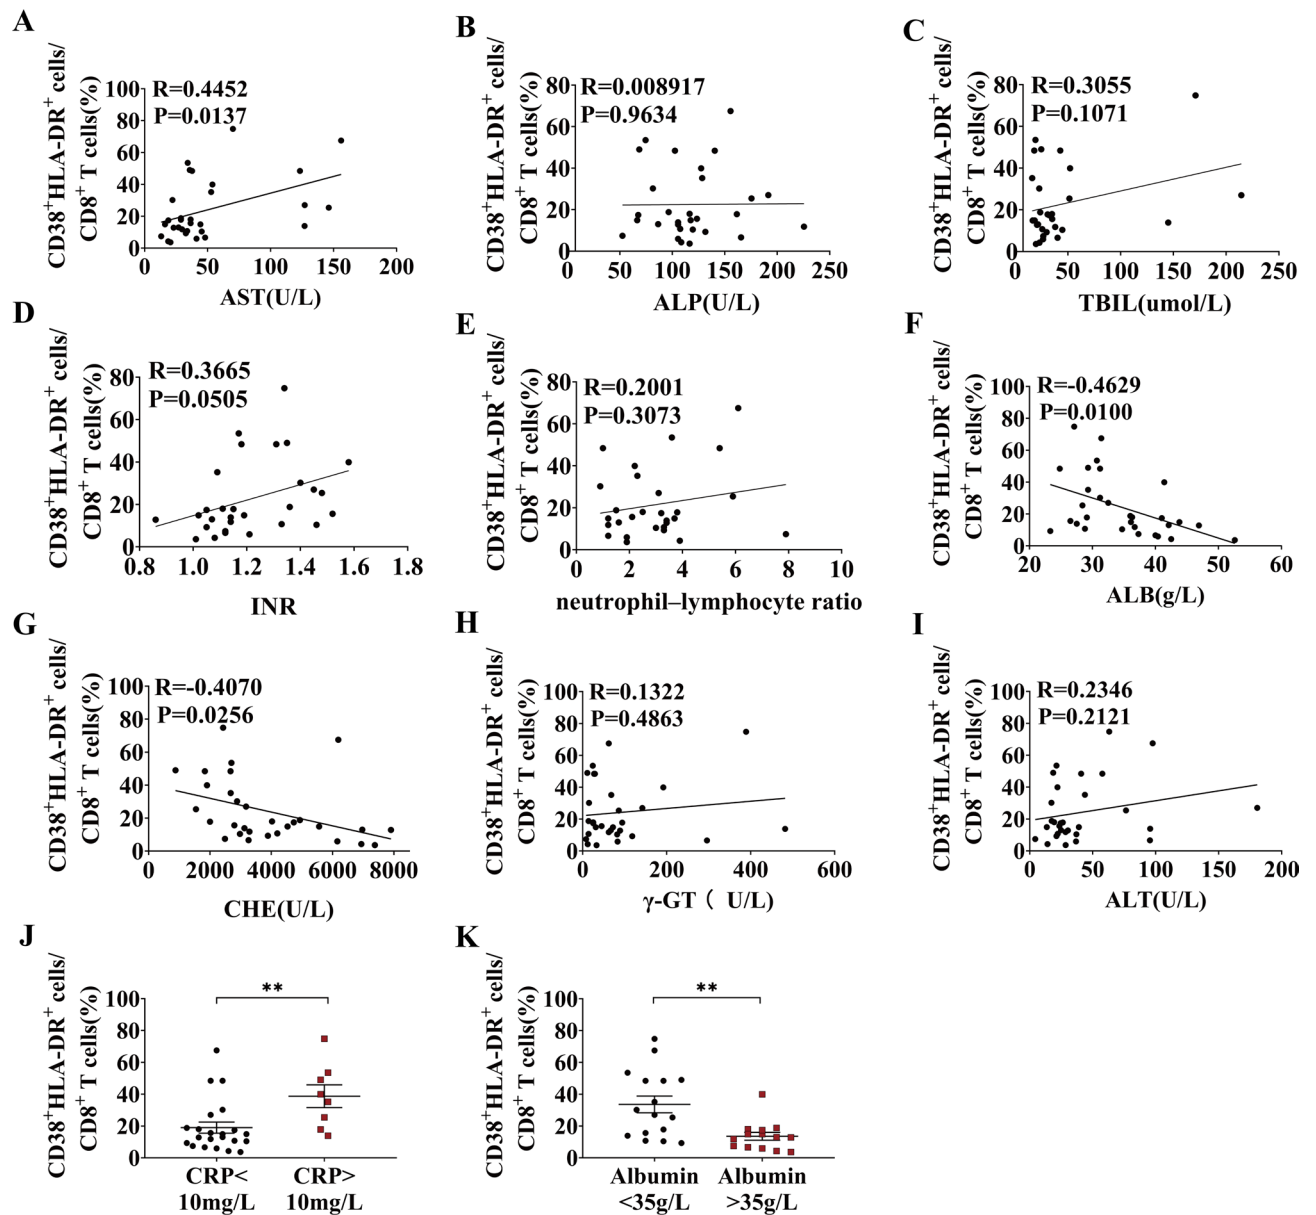 A
CD38⁺HLA-DR⁺ cells/
CD8⁺ T cells(%)
R=0.4452
P=0.0137
100
80
60
40
20
0
0 50 100 150 200
AST(U/L)
B
CD38⁺HLA-DR⁺ cells/
CD8⁺ T cells(%)
R=0.008917
P=0.9634
80
60
40
20
0
0 50 100 150 200 250
ALP(U/L)
C
CD38⁺HLA-DR⁺ cells/
CD8⁺ T cells(%)
R=0.3055
P=0.1071
80
60
40
20
0
0 50 100 150 200 250
TBIL(umol/L)
D
CD38⁺HLA-DR⁺ cells/
CD8⁺ T cells(%)
R=0.3665
P=0.0505
80
60
40
20
0
0.8 1.0 1.2 1.4 1.6 1.8
INR
E
CD38⁺HLA-DR⁺ cells/
CD8⁺ T cells(%)
R=0.2001
P=0.3073
80
60
40
20
0
0 2 4 6 8 10
neutrophil–lymphocyte ratio
F
CD38⁺HLA-DR⁺ cells/
CD8⁺ T cells(%)
R=-0.4629
P=0.0100
100
80
60
40
20
0
20 30 40 50 60
ALB(g/L)
G
CD38⁺HLA-DR⁺ cells/
CD8⁺ T cells(%)
R=-0.4070
P=0.0256
100
80
60
40
20
0
0 2000 4000 6000 8000
CHE(U/L)
H
CD38⁺HLA-DR⁺ cells/
CD8⁺ T cells(%)
R=0.1322
P=0.4863
100
80
60
40
20
0
0 200 400 600
γ-GT（ U/L)
I
CD38⁺HLA-DR⁺ cells/
CD8⁺ T cells(%)
R=0.2346
P=0.2121
100
80
60
40
20
0
0 50 100 150 200
ALT(U/L)
J
CD38⁺HLA-DR⁺ cells/
CD8⁺ T cells(%)
**
100
80
60
40
20
0
CRP<
10mg/L
CRP>
10mg/L
K
CD38⁺HLA-DR⁺ cells/
CD8⁺ T cells(%)
**
100
80
60
40
20
0
Albumin
<35g/L
Albumin
>35g/L